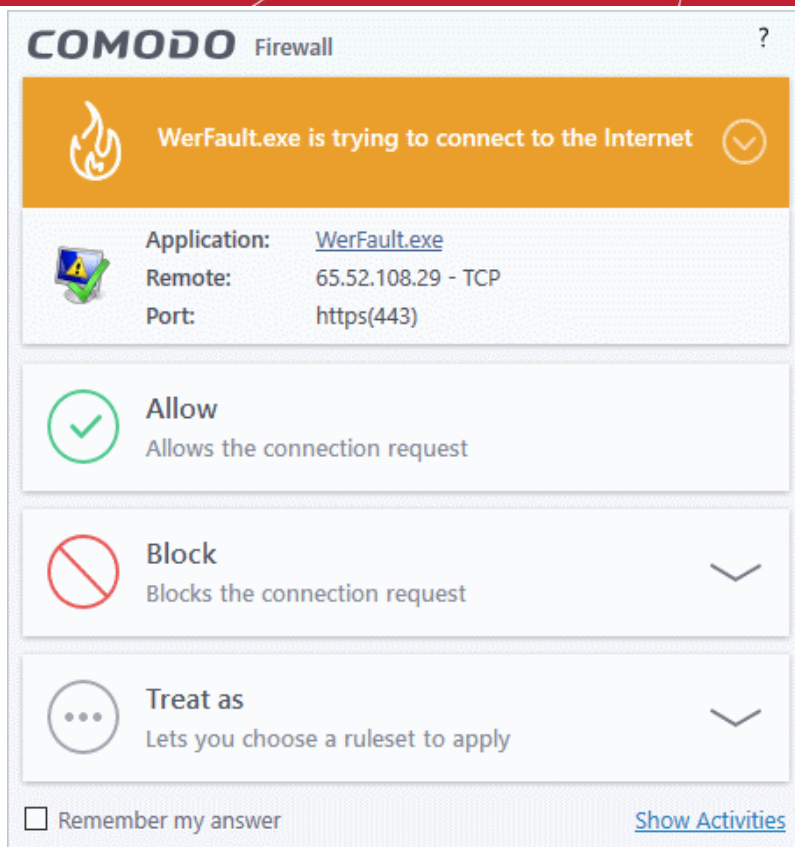 COMODO Firewall ?
WerFault.exe is trying to connect to the Internet
Application: WerFault.exe
Remote: 65.52.108.29 - TCP
Port: https(443)
Allow
Allows the connection request
Block
Blocks the connection request
Treat as
Lets you choose a ruleset to apply
Remember my answer Show Activities